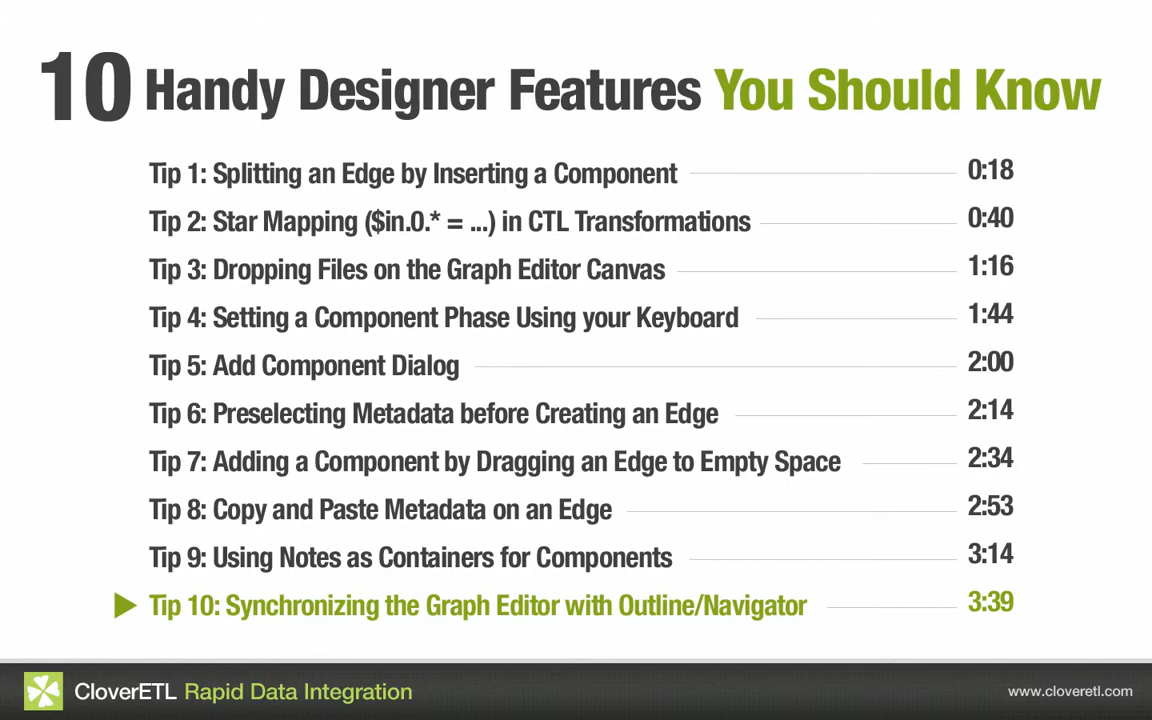 10 Handy Designer Features You Should Know
Tip 1: Splitting an Edge by Inserting a Component 0:18
Tip 2: Star Mapping ($in.0.* = ...) in CTL Transformations 0:40
Tip 3: Dropping Files on the Graph Editor Canvas 1:16
Tip 4: Setting a Component Phase Using your Keyboard 1:44
Tip 5: Add Component Dialog 2:00
Tip 6: Preselecting Metadata before Creating an Edge 2:14
Tip 7: Adding a Component by Dragging an Edge to Empty Space 2:34
Tip 8: Copy and Paste Metadata on an Edge 2:53
Tip 9: Using Notes as Containers for Components 3:14
Tip 10: Synchronizing the Graph Editor with Outline/Navigator 3:39
CloverETL Rapid Data Integration www.cloveretl.com